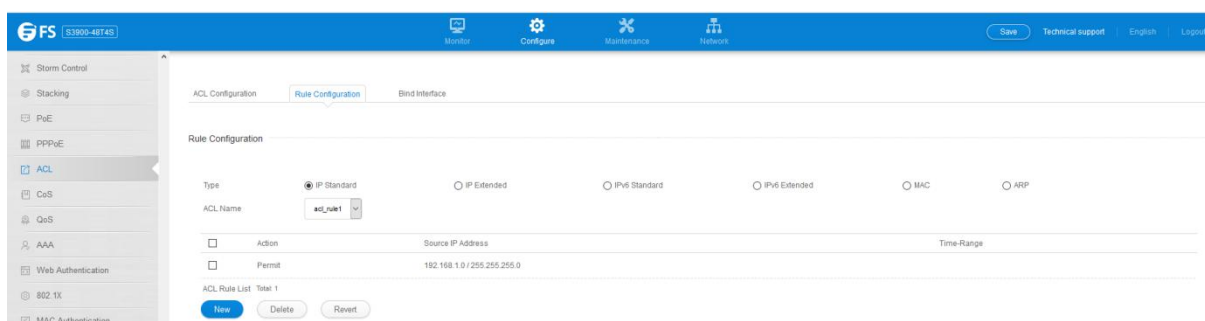 FS S3900-48T4S
Monitor Configure Maintenance Network
Save Technical support English Logout
Storm Control
Stacking
PoE
PPPoE
ACL
CoS
QoS
AAA
Web Authentication
802.1X
MAC Authentication
ACL Configuration Rule Configuration Bind Interface
Rule Configuration
Type IP Standard IP Extended IPv6 Standard IPv6 Extended MAC ARP
ACL Name acl_rule1
Action Source IP Address Time-Range
Permit 192.168.1.0 / 255.255.255.0
ACL Rule List Total: 1
New Delete Revert